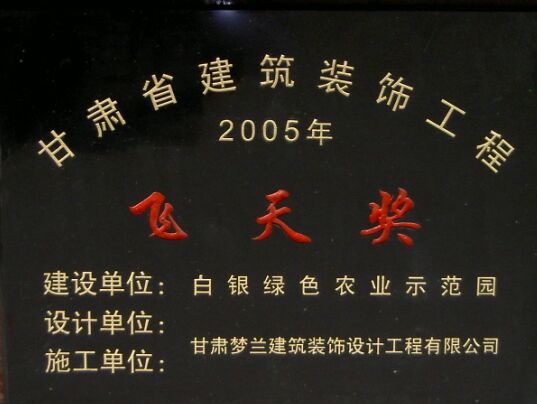 甘肃省建筑装饰工程
2005年
飞天奖
建设单位：白银绿色农业示范园
设计单位：
甘肃梦兰建筑装饰设计工程有限公司
施工单位：